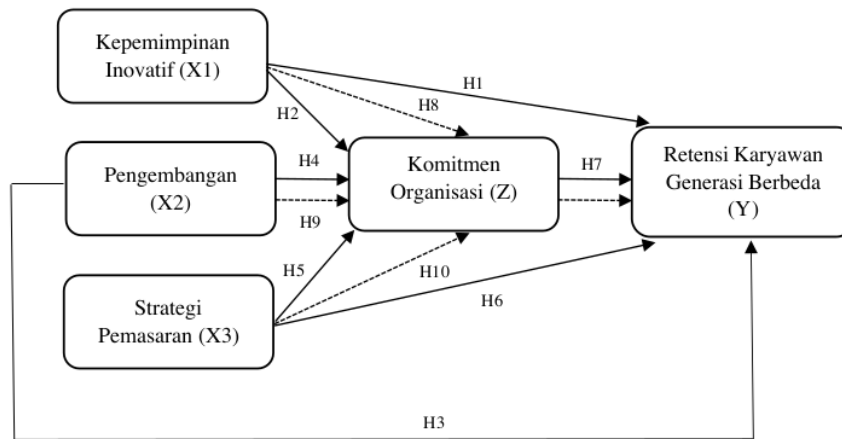 Kepemimpinan
Inovatif (X1)
H1
H8
H2
Pengembangan
(X2)
H4
H9
Komitmen
Organisasi (Z)
H7
Retensi Karyawan
Generasi Berbeda
(Y)
H5
H10
H6
Strategi
Pemasaran (X3)
H3